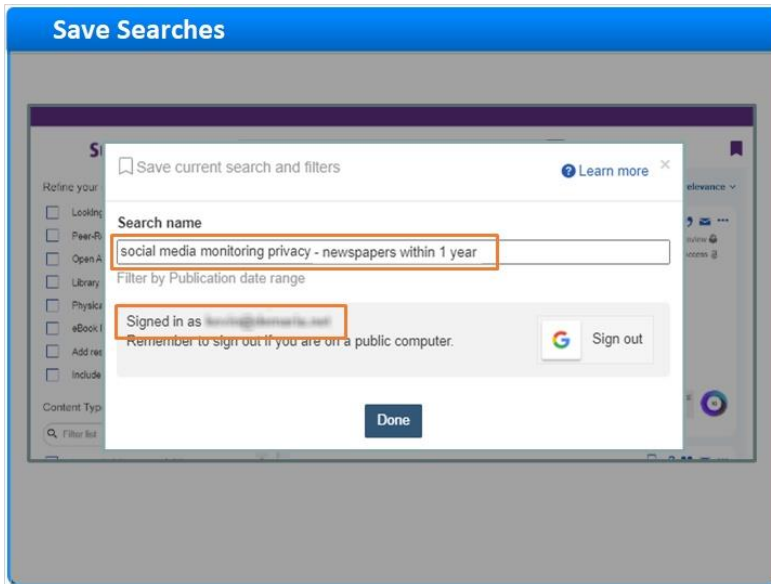 Save Searches
Save current search and filters
Learn more
Search name
social media monitoring privacy - newspapers within 1 year
Filter by Publication date range
Signed in as
Remember to sign out if you are on a public computer.
Sign out
Done
Refine your
Looking
Open A
Library
eBook
Add res
Include
Content Typ
Filter list
elevance